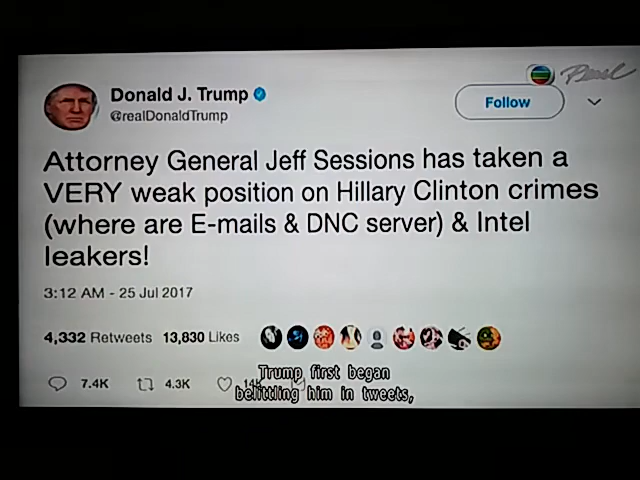 Pearl
Donald J. Trump
@realDonaldTrump
Follow
Attorney General Jeff Sessions has taken a
VERY weak position on Hillary Clinton crimes
(where are E-mails & DNC server) & Intel
leakers!
3:12 AM - 25 Jul 2017
4,332 Retweets 13,830 Likes
7.4K 4.3K 14K
Trump first began
belittling him in tweets,